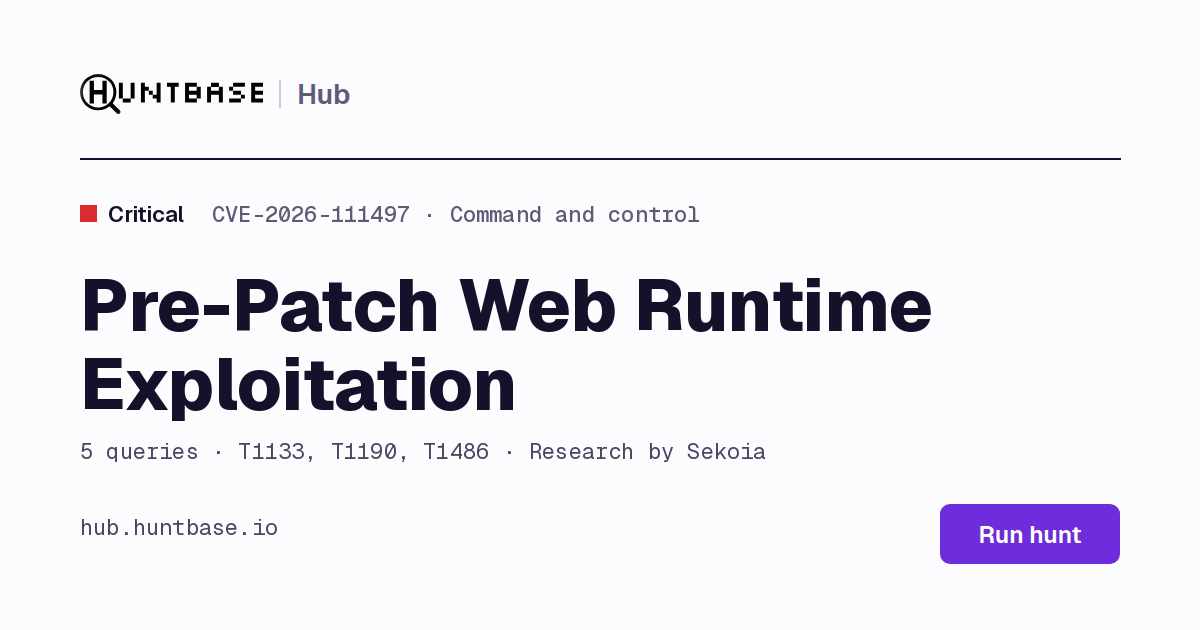 HUNTBASE | Hub
Critical CVE-2026-111497 · Command and control
Pre-Patch Web Runtime
Exploitation
5 queries · T1133, T1190, T1486 · Research by Sekoia
hub.huntbase.io
Run hunt